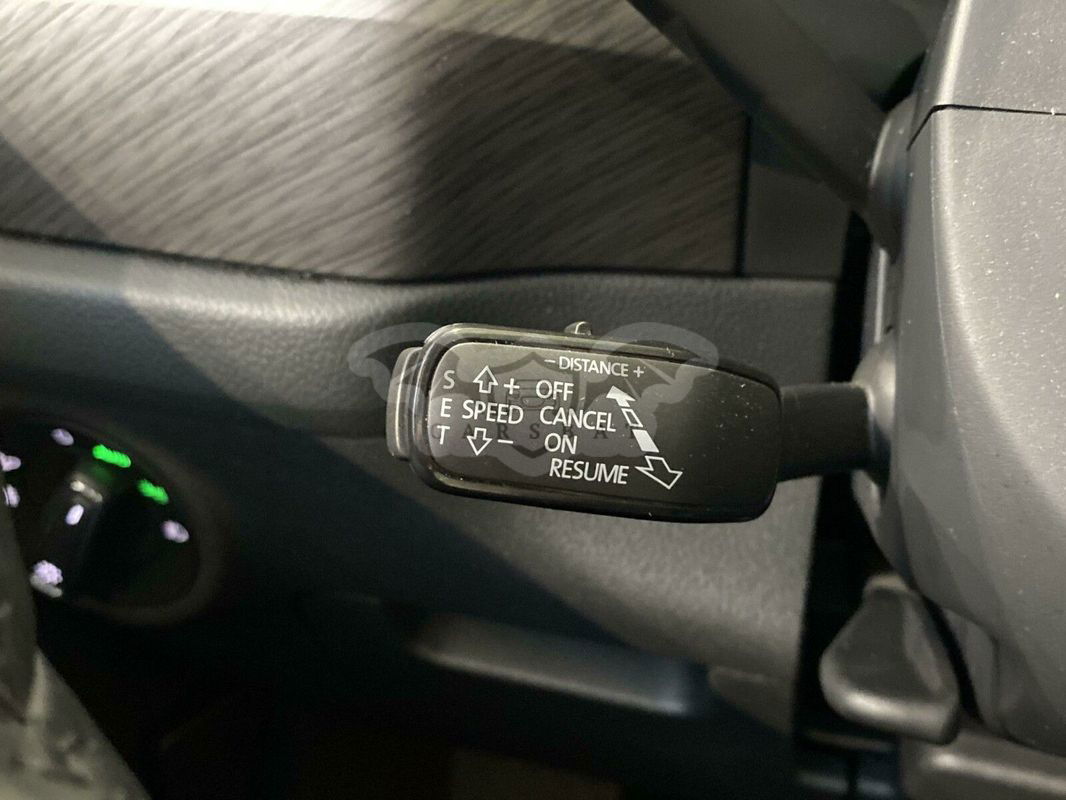 - DISTANCE +
S + OFF
E SPEED CANCEL
T - ON
RESUME